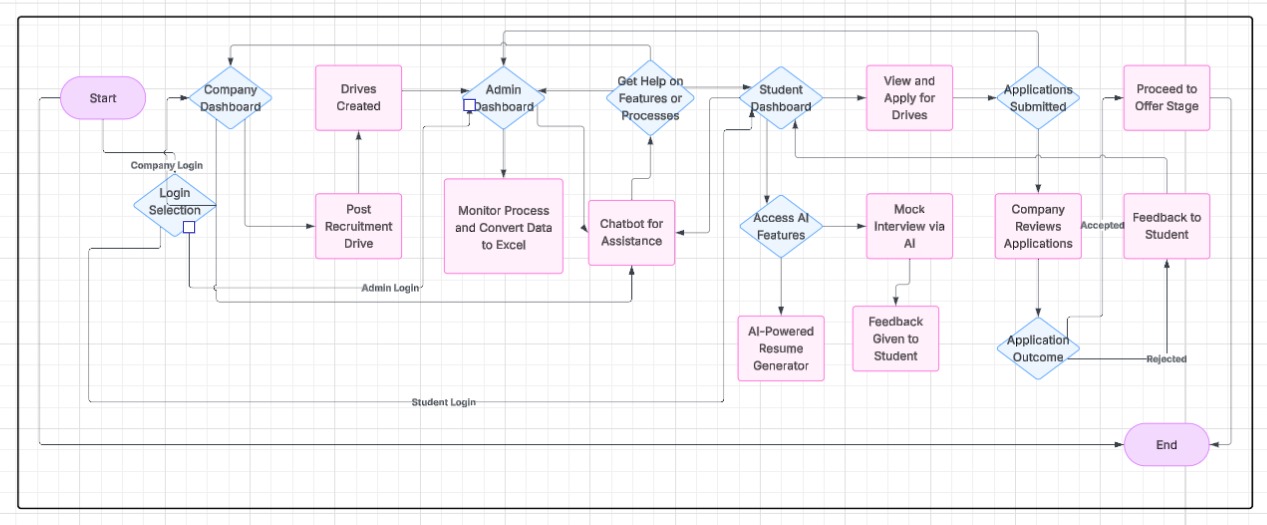 Start
Company
Dashboard
Drives
Created
Admin
Dashboard
Get Help on
Features or
Processes
Student
Dashboard
View and
Apply for
Drives
Applications
Submitted
Proceed to
Offer Stage
Company Login
Login
Selection
Post
Recruitment
Drive
Monitor Process
and Convert Data
to Excel
Chatbot for
Assistance
Access AI
Features
Mock
Interview via
AI
Company
Reviews
Applications
Accepted
Feedback to
Student
Admin Login
AI-Powered
Resume
Generator
Feedback
Given to
Student
Application
Outcome
Rejected
Student Login
End